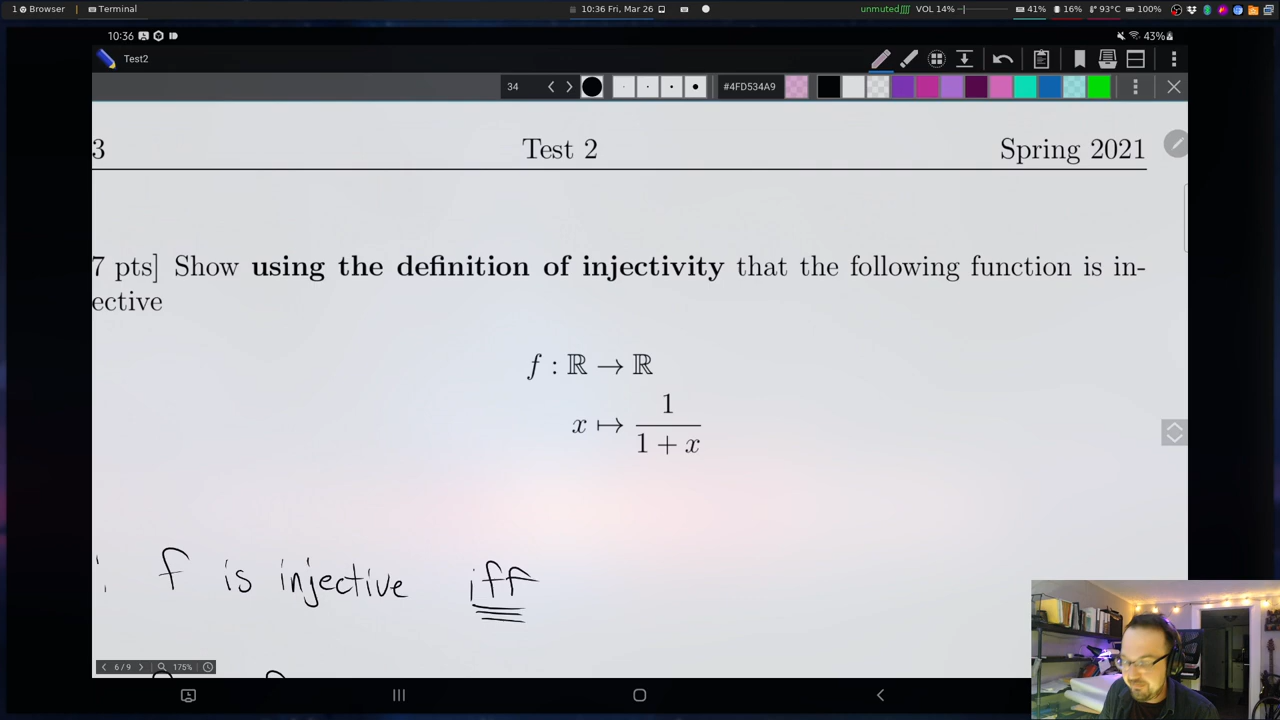 1 Browser Terminal 10:36 Fri, Mar 26 unmuted VOL 14% 41% 16% 93°C 100%
10:36 43%
Test2
34 #4FD534A9
3 Test 2 Spring 2021
7 pts] Show using the definition of injectivity that the following function is in-
ective
f : ℝ → ℝ
x ↦ 1/(1 + x)
f is injective iff
6/9 175%